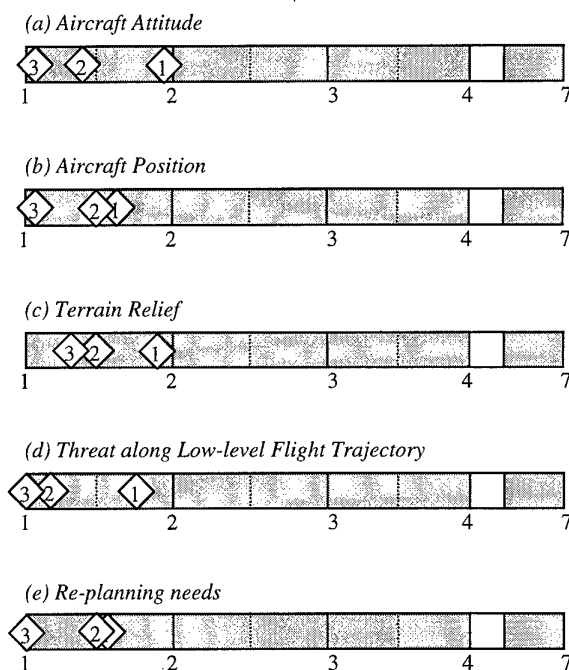 (a) Aircraft Attitude
3 2 1
1 2 3 4 7
(b) Aircraft Position
3 2 1
1 2 3 4 7
(c) Terrain Relief
3 2 1
1 2 3 4 7
(d) Threat along Low-level Flight Trajectory
3 2 1
1 2 3 4 7
(e) Re-planning needs
3 2
1 2 3 4 7